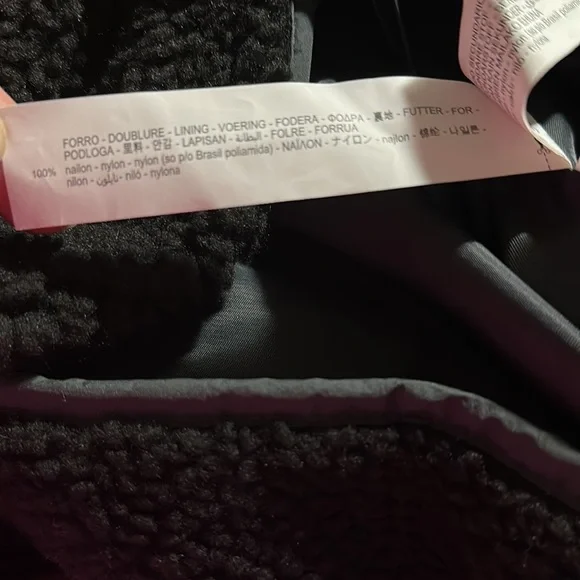 FORRO - DOUBLURE - LINING - VOERING - FODERA - ΦΟΔΡΑ - 裏地 - FUTTER - FOR -
PODLOGA - 里料 - 안감 - LAPISAN - البطانة - FOLRE - FORRUA
100% nailon - nylon - nylon (so p/o Brasil poliamida) - ΝΑΪΛΟΝ - ナイロン - najlon - 锦纶 - 나일론 -
nilon - نايلون - niló - nylona